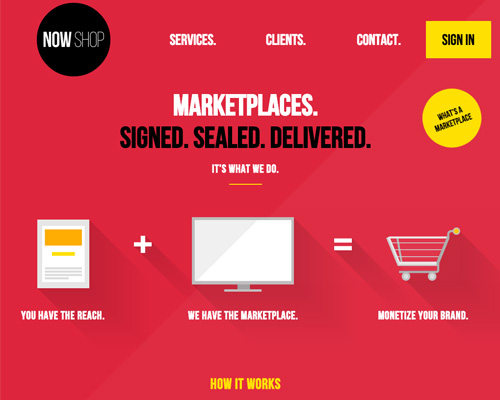 NOW SHOP
SERVICES.
CLIENTS.
CONTACT.
SIGN IN
MARKETPLACES.
SIGNED. SEALED. DELIVERED.
IT'S WHAT WE DO.
WHAT'S A
MARKETPLACE
+
=
YOU HAVE THE REACH.
WE HAVE THE MARKETPLACE.
MONETIZE YOUR BRAND.
HOW IT WORKS